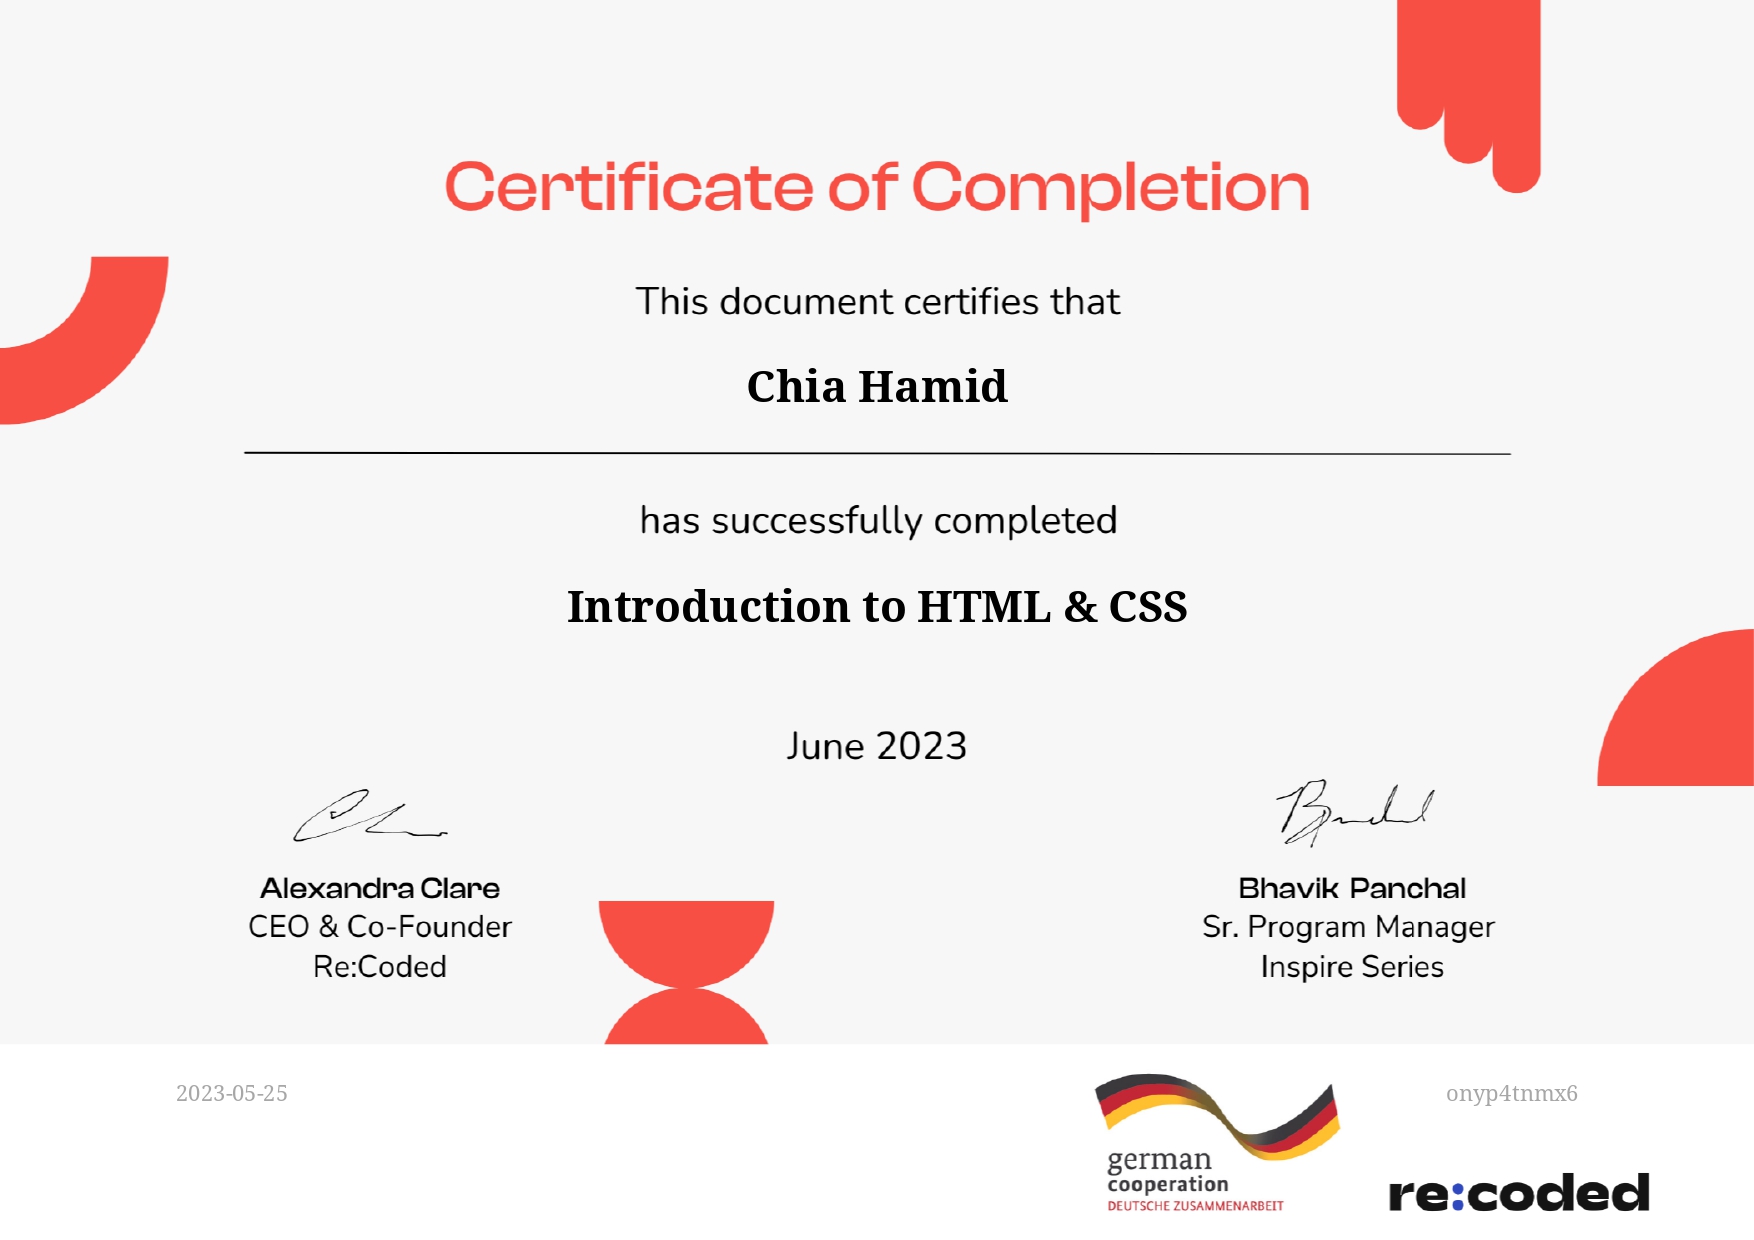 Certificate of Completion
This document certifies that
Chia Hamid
has successfully completed
Introduction to HTML & CSS
June 2023
Alexandra Clare
CEO & Co-Founder
Re:Coded
Bhavik Panchal
Sr. Program Manager
Inspire Series
2023-05-25
onyp4tnmx6
german
cooperation
DEUTSCHE ZUSAMMENARBEIT
re:coded